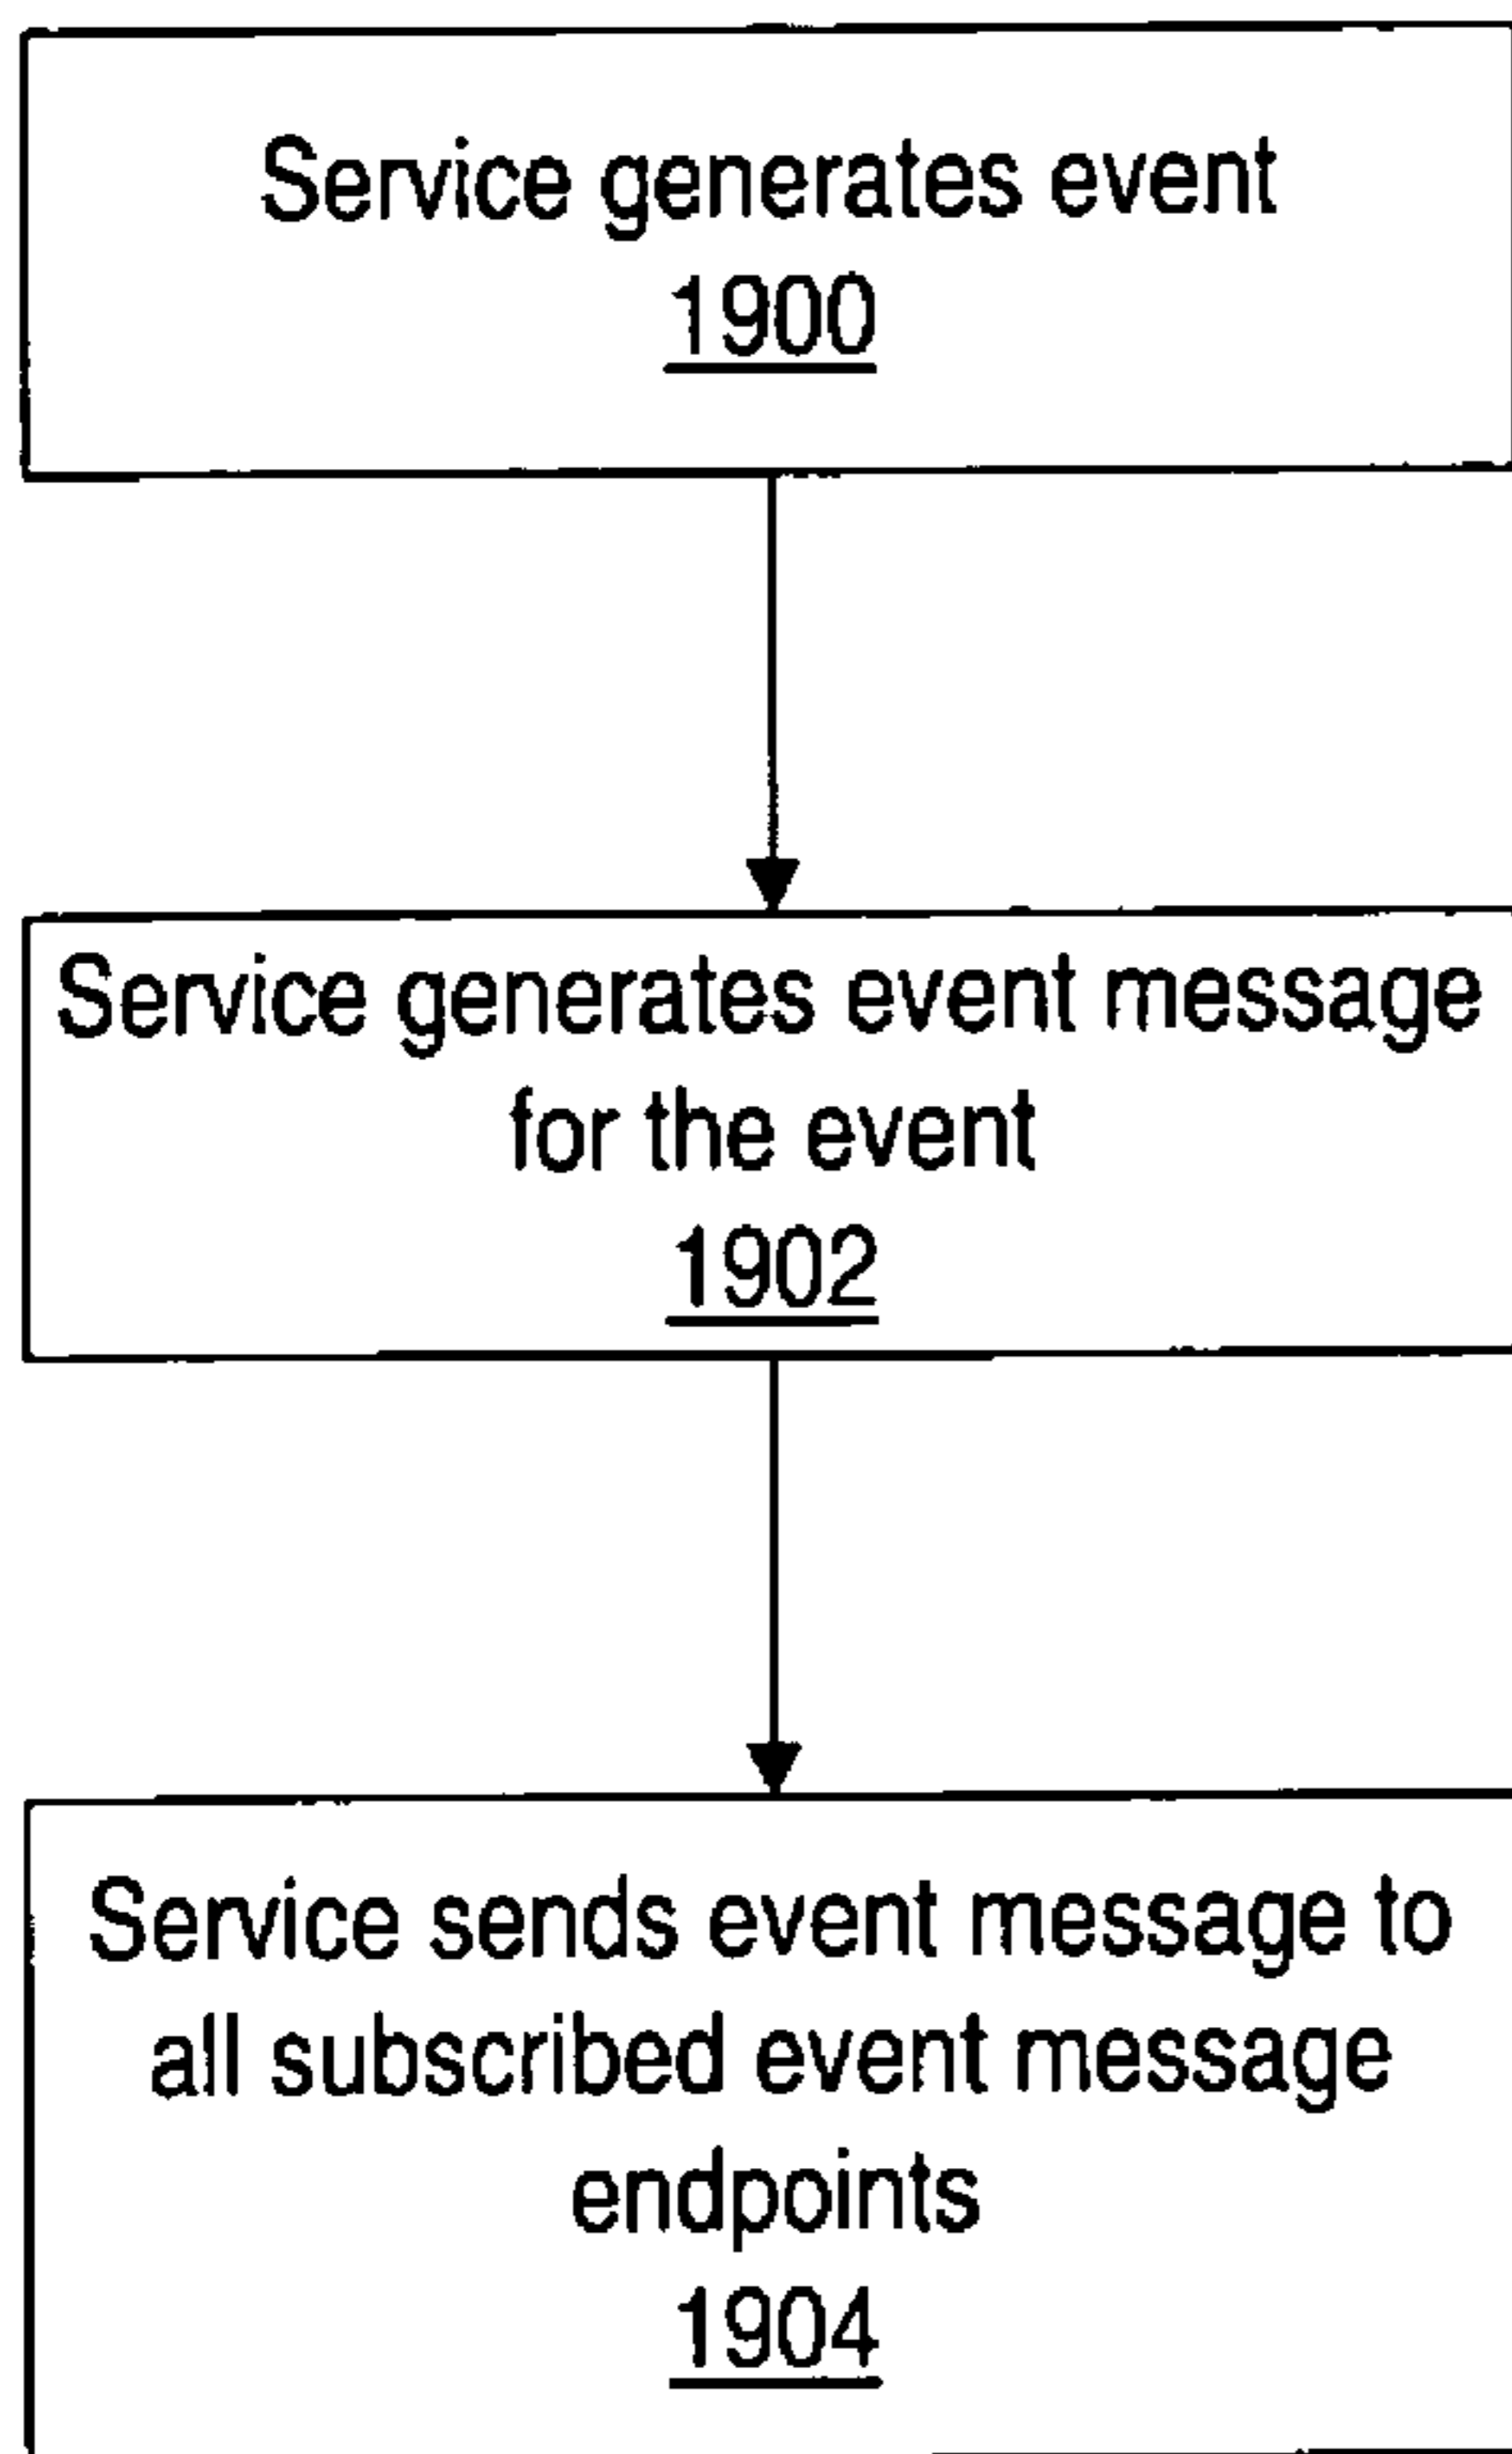 Service generates event
1900
Service generates event message
for the event
1902
Service sends event message to
all subscribed event message
endpoints
1904